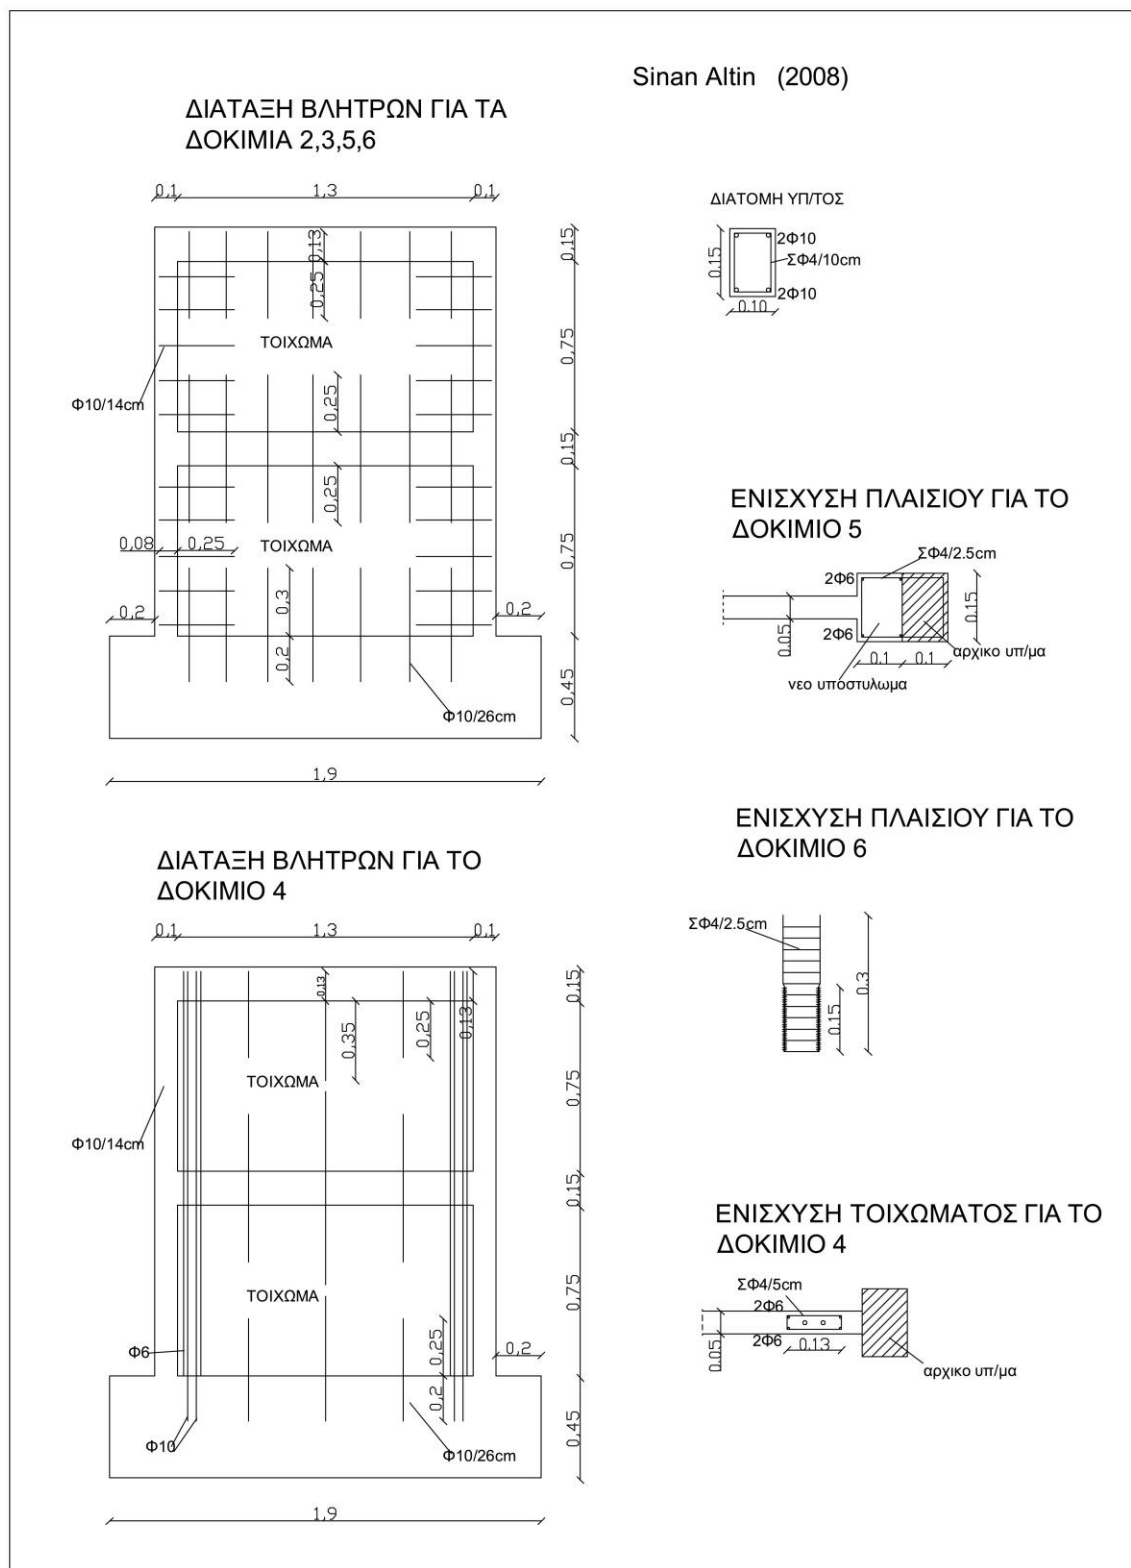 Sinan Altin (2008)
ΔΙΑΤΑΞΗ ΒΛΗΤΡΩΝ ΓΙΑ ΤΑ
ΔΟΚΙΜΙΑ 2,3,5,6
0,1 1,3 0,1
0,13
0,25
ΤΟΙΧΩΜΑ
Φ10/14cm
0,25
0,25
0,08 0,25
ΤΟΙΧΩΜΑ
0,2
0,3
0,2
0,2
Φ10/26cm
0,15
0,75
0,15
0,75
0,45
1,9
ΔΙΑΤΟΜΗ ΥΠ/ΤΟΣ
2Φ10
ΣΦ4/10cm
2Φ10
0,15
0,10
ΕΝΙΣΧΥΣΗ ΠΛΑΙΣΙΟΥ ΓΙΑ ΤΟ
ΔΟΚΙΜΙΟ 5
ΣΦ4/2.5cm
2Φ6
2Φ6
0,05
0,15
0,1 0,1
αρχικο υπ/μα
νεο υποστυλωμα
ΕΝΙΣΧΥΣΗ ΠΛΑΙΣΙΟΥ ΓΙΑ ΤΟ
ΔΟΚΙΜΙΟ 6
ΣΦ4/2.5cm
0,3
0,15
ΔΙΑΤΑΞΗ ΒΛΗΤΡΩΝ ΓΙΑ ΤΟ
ΔΟΚΙΜΙΟ 4
0,1 1,3 0,1
0,13
0,35
0,25
0,13
ΤΟΙΧΩΜΑ
Φ10/14cm
ΤΟΙΧΩΜΑ
Φ6
0,25
0,2
0,2
Φ10
Φ10/26cm
0,15
0,75
0,15
0,75
0,45
1,9
ΕΝΙΣΧΥΣΗ ΤΟΙΧΩΜΑΤΟΣ ΓΙΑ ΤΟ
ΔΟΚΙΜΙΟ 4
ΣΦ4/5cm
2Φ6
2Φ6
0,05
0,13
αρχικο υπ/μα